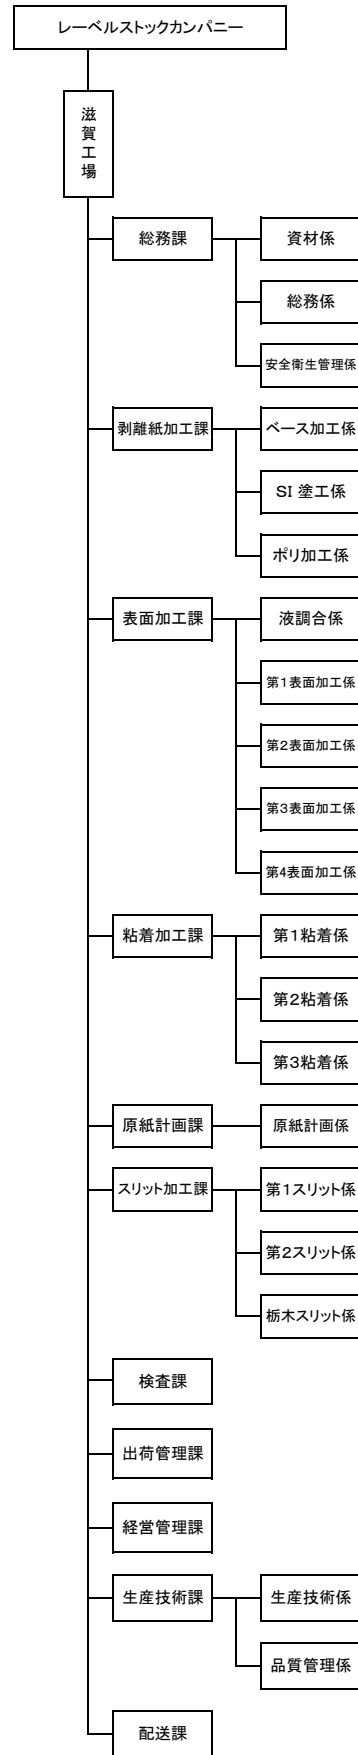 レーベルストックカンパニー
滋賀工場
総務課
資材係
総務係
安全衛生管理係
剥離紙加工課
ベース加工係
SI 塗工係
ポリ加工係
表面加工課
液調合係
第1表面加工係
第2表面加工係
第3表面加工係
第4表面加工係
粘着加工課
第1粘着係
第2粘着係
第3粘着係
原紙計画課
原紙計画係
スリット加工課
第1スリット係
第2スリット係
栃木スリット係
検査課
出荷管理課
経営管理課
生産技術課
生産技術係
品質管理係
配送課